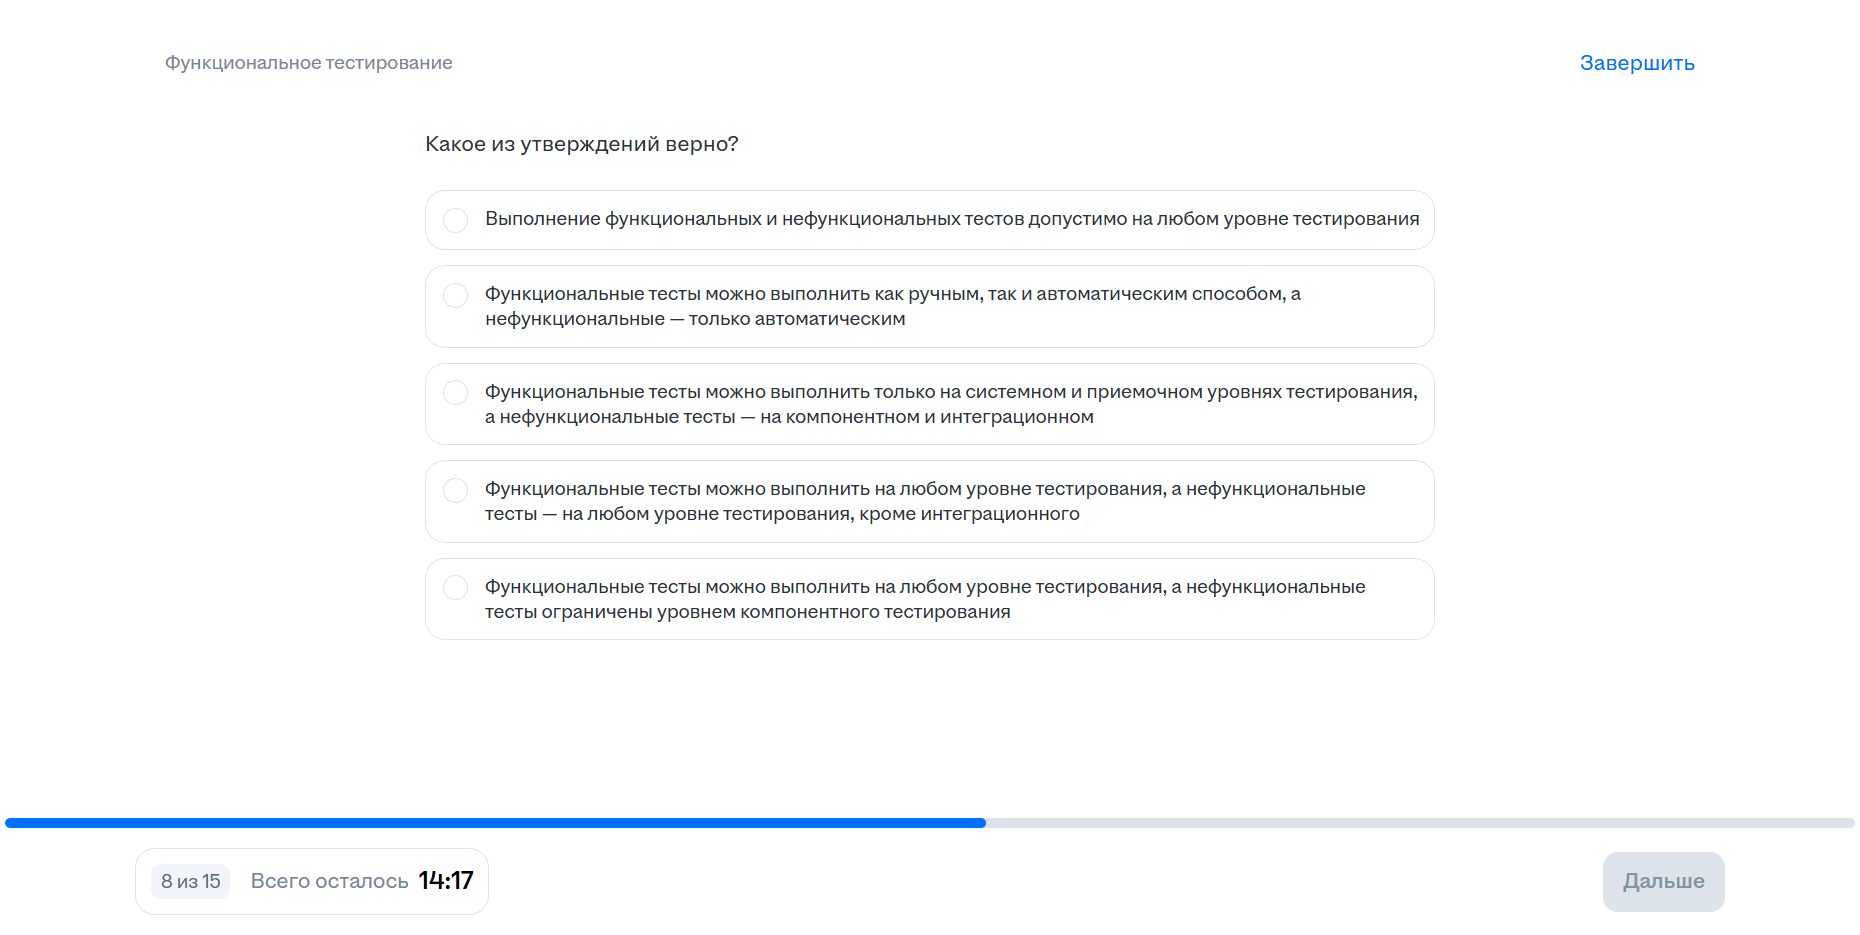 Функциональное тестирование
Завершить
Какое из утверждений верно?
Выполнение функциональных и нефункциональных тестов допустимо на любом уровне тестирования
Функциональные тесты можно выполнить как ручным, так и автоматическим способом, а
нефункциональные — только автоматическим
Функциональные тесты можно выполнить только на системном и приемочном уровнях тестирования,
а нефункциональные тесты — на компонентном и интеграционном
Функциональные тесты можно выполнить на любом уровне тестирования, а нефункциональные
тесты — на любом уровне тестирования, кроме интеграционного
Функциональные тесты можно выполнить на любом уровне тестирования, а нефункциональные
тесты ограничены уровнем компонентного тестирования
8 из 15 Всего осталось 14:17
Дальше